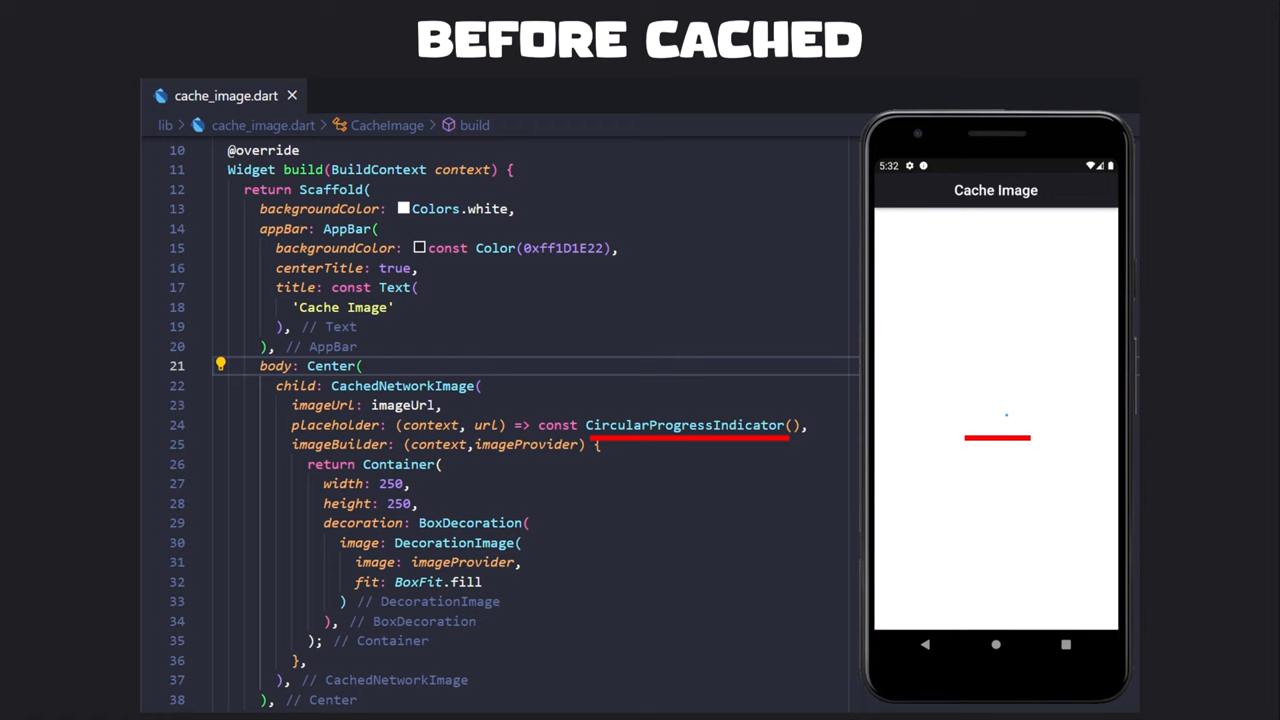 BEFORE CACHED
cache_image.dart ×
lib > cache_image.dart > CacheImage > build
10 @override
11 Widget build(BuildContext context) {
12 return Scaffold(
13 backgroundColor: Colors.white,
14 appBar: AppBar(
15 backgroundColor: const Color(0xff1D1E22),
16 centerTitle: true,
17 title: const Text(
18 'Cache Image'
19 ), // Text
20 ), // AppBar
21 body: Center(
22 child: CachedNetworkImage(
23 imageUrl: imageUrl,
24 placeholder: (context, url) => const CircularProgressIndicator(),
25 imageBuilder: (context,imageProvider) {
26 return Container(
27 width: 250,
28 height: 250,
29 decoration: BoxDecoration(
30 image: DecorationImage(
31 image: imageProvider,
32 fit: BoxFit.fill
33 ) // DecorationImage
34 ), // BoxDecoration
35 ); // Container
36 },
37 ), // CachedNetworkImage
38 ), // Center
5:32
Cache Image